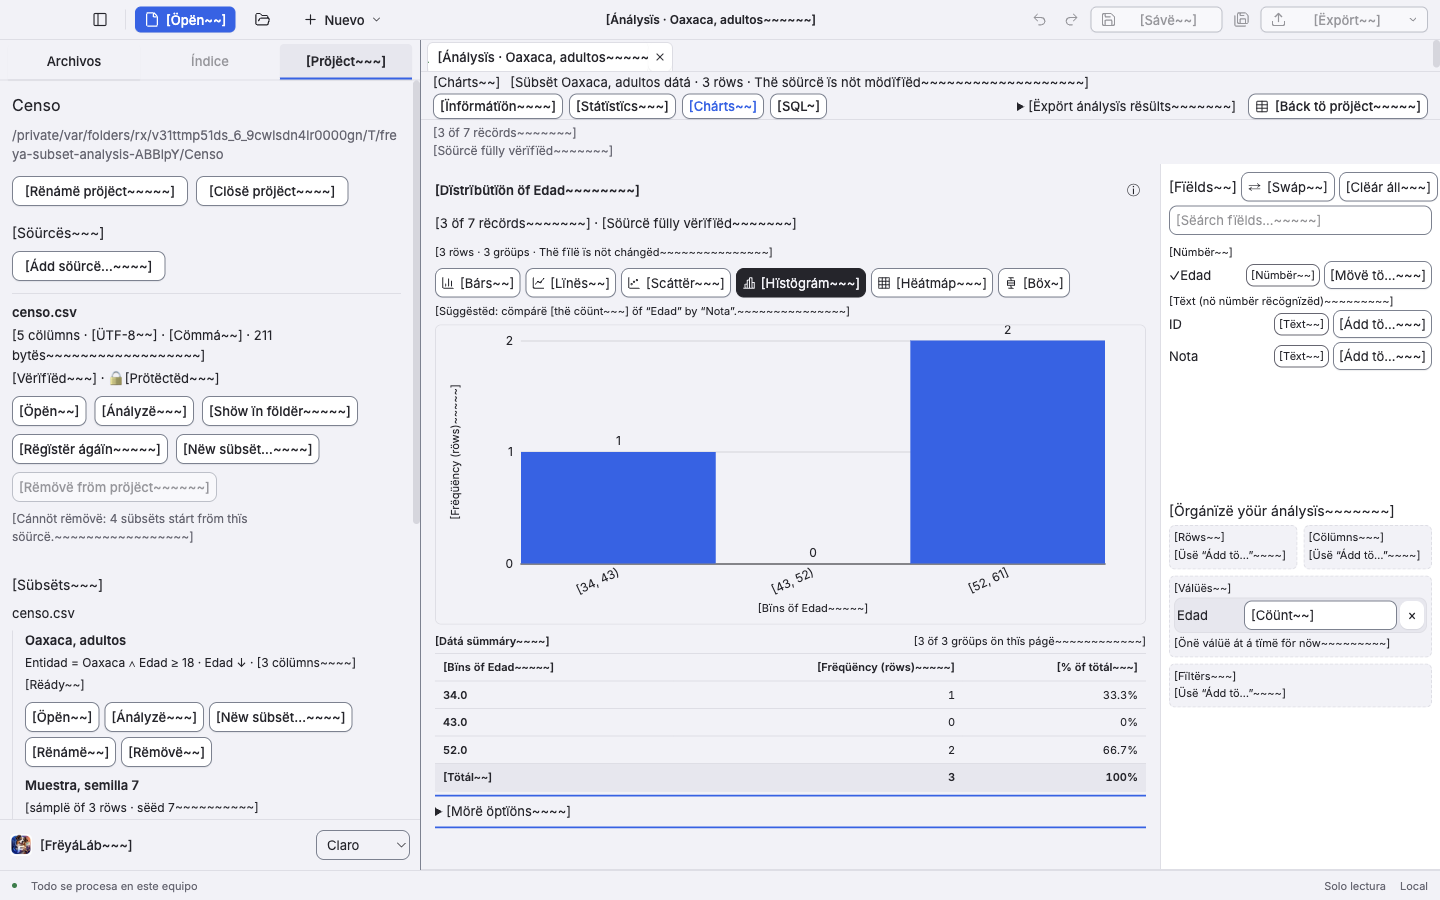 [Öpën~~]
Nuevo
[Ánálysïs · Oaxaca, adultos~~~~~~]
[Sávë~~]
[Ëxpört~~]
Archivos
Índice
[Pröjëct~~~]
[Ánálysïs · Oaxaca, adultos~~~~~ ×
[Chárts~~] [Sübsët Oaxaca, adultos dátá · 3 röws · Thë söürcë ïs nöt mödïfïëd~~~~~~~~~~~~~~~~~~]
[Ïnförmátïön~~~~] [Státïstïcs~~~] [Chárts~~] [SQL~] ▶ [Ëxpört ánálysïs rësülts~~~~~~~] [Báck tö pröjëct~~~~~]
[3 öf 7 rëcörds~~~~~~~]
[Söürcë fülly vërïfïëd~~~~~~~]
Censo
/private/var/folders/rx/v31ttmp51ds_6_9cwlsdn4lr0000gn/T/fre
ya-subset-analysis-ABBlpY/Censo
[Rënámë pröjëct~~~~~] [Clösë pröjëct~~~~]
[Söürcës~~~]
[Ádd söürcë...~~~~]
censo.csv
[5 cölümns · [ÜTF-8~~] · [Cömmá~~] · 211
bytës~~~~~~~~~~~~~~~~~~]
[Vërïfïëd~~~] · 🔒 [Prötëctëd~~~]
[Öpën~~] [Ánályzë~~~] [Shöw ïn földër~~~~~]
[Rëgïstër ágáïn~~~~~] [Nëw sübsët...~~~~]
[Rëmövë fröm pröjëct~~~~~~]
[Cánnöt rëmövë: 4 sübsëts stárt fröm thïs
söürcë.~~~~~~~~~~~~~~~~~]
[Sübsëts~~~]
censo.csv
Oaxaca, adultos
Entidad = Oaxaca ∧ Edad ≥ 18 · Edad ↓ · [3 cölümns~~~~]
[Rëády~~]
[Öpën~~] [Ánályzë~~~] [Nëw sübsët...~~~~]
[Rënámë~~] [Rëmövë~~]
Muestra, semilla 7
[sámplë öf 3 röws · sëëd 7~~~~~~~~~~]
[FrëyáLáb~~~]
Claro
[Dïstrïbütïön öf Edad~~~~~~~~]
[3 öf 7 rëcörds~~~~~~~] · [Söürcë fülly vërïfïëd~~~~~~~]
[3 röws · 3 gröüps · Thë fïlë ïs nöt chángëd~~~~~~~~~~~~~~~]
[Bárs~~] [Lïnës~~] [Scáttër~~~] [Hïstögrám~~~] [Hëátmáp~~~] [Böx~]
[Süggëstëd: cömpárë [thë cöünt~~~] öf “Edad” by “Nota”.~~~~~~~~~~~~~~~]
[Frëqüëncy (röws)~~~~~]
2
1
0
1
0
2
[34, 43)
[43, 52)
[52, 61]
[Bïns öf Edad~~~~~]
[Dátá sümmáry~~~~] [3 öf 3 gröüps ön thïs págë~~~~~~~~~~~~]
[Bïns öf Edad~~~~~] [Frëqüëncy (röws)~~~~~] [% öf tötál~~~]
34.0 1 33.3%
43.0 0 0%
52.0 2 66.7%
[Tötál~~] 3 100%
▶ [Mörë öptïöns~~~~]
[Fïëlds~~] [Swáp~~] [Clëár áll~~~]
[Sëárch fïëlds...~~~~~]
[Nümbër~~]
✓Edad [Nümbër~~] [Mövë tö...~~~]
[Tëxt (nö nümbër rëcögnïzëd)~~~~~~~~~]
ID [Tëxt~~] [Ádd tö...~~~]
Nota [Tëxt~~] [Ádd tö...~~~]
[Örgánïzë yöür ánálysïs~~~~~~~]
[Röws~~~] [Cölümns~~~]
[Üsë “Ádd tö...”~~~~] [Üsë “Ádd tö...”~~~~]
[Válüës~~]
Edad [Cöünt~~] ×
[Önë válüë át á tïmë för nöw~~~~~~~~~]
[Fïltërs~~~]
[Üsë “Ádd tö...”~~~~]
Todo se procesa en este equipo
Solo lectura Local